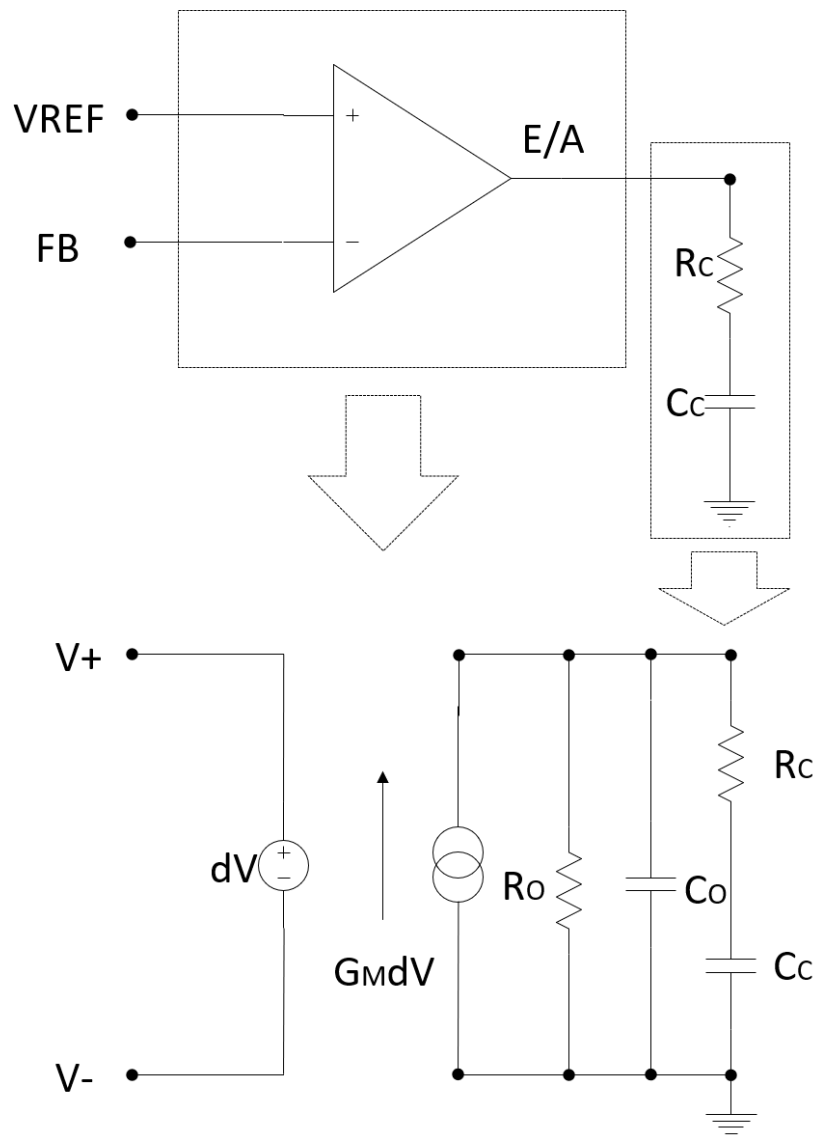 VREF
+
E/A
FB
−
RC
CC
V+
RC
dV
+
−
RO
CO
GMdV
CC
V-